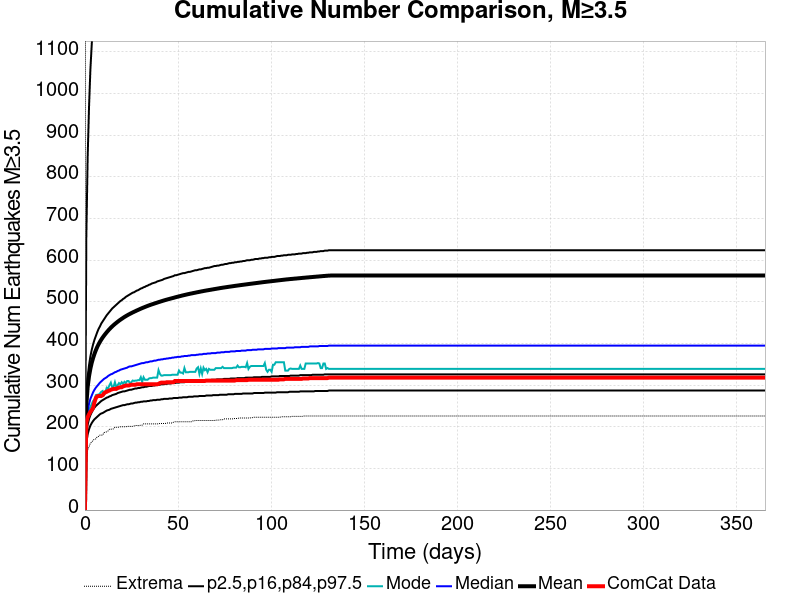 Cumulative Number Comparison, M≥3.5
Cumulative Num Earthquakes M≥3.5
1100
1000
900
800
700
600
500
400
300
200
100
0
0 50 100 150 200 250 300 350
Time (days)
Extrema p2.5,p16,p84,p97.5 Mode Median Mean ComCat Data